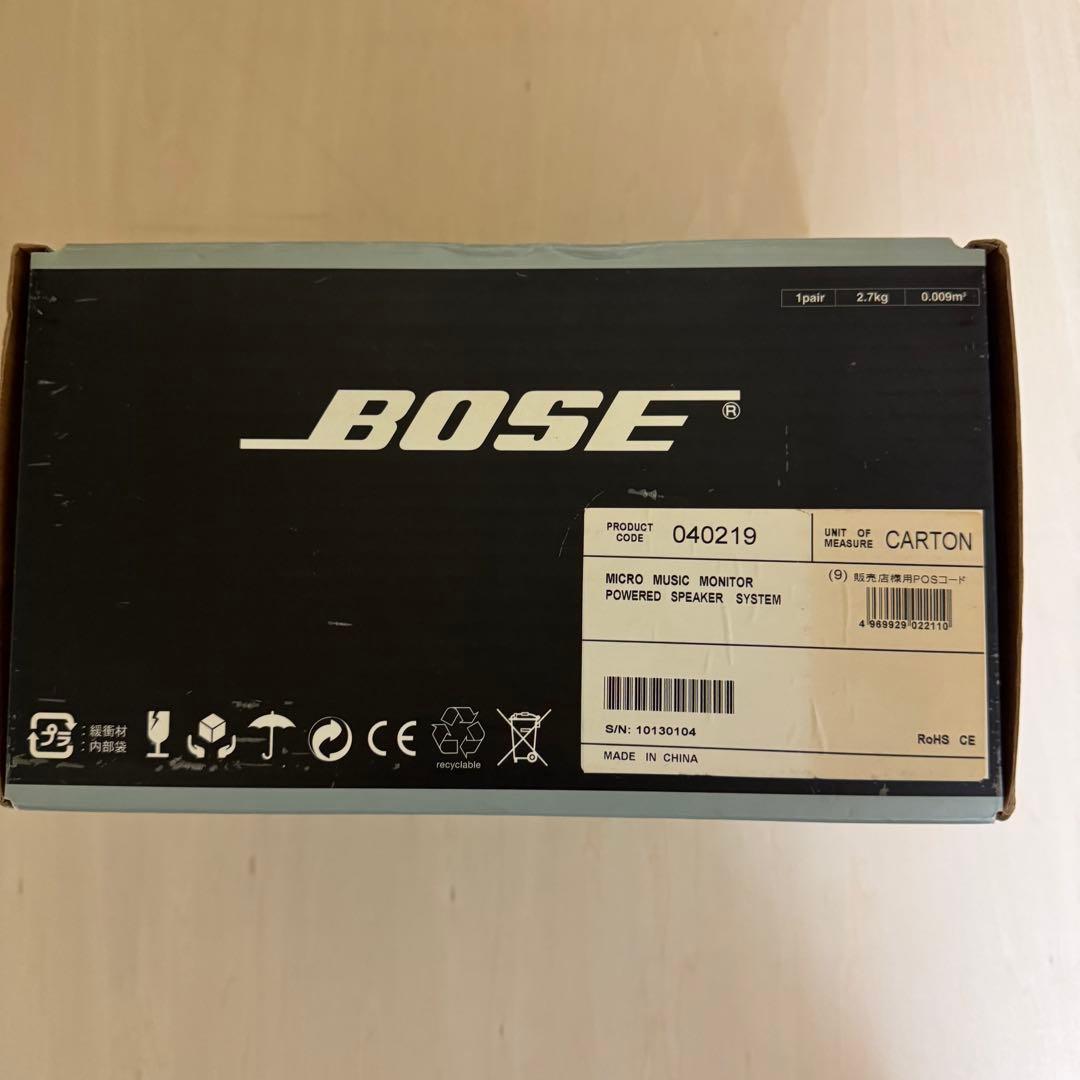 1pair 2.7kg 0.009m³
BOSE®
PRODUCT CODE 040219
UNIT OF MEASURE CARTON
MICRO MUSIC MONITOR
POWERED SPEAKER SYSTEM
(9) 販売店様用POSコード
4 969929 022110
S/N: 10130104
RoHS CE
MADE IN CHINA
プラ
:緩衝材
:内部袋
CE
recyclable